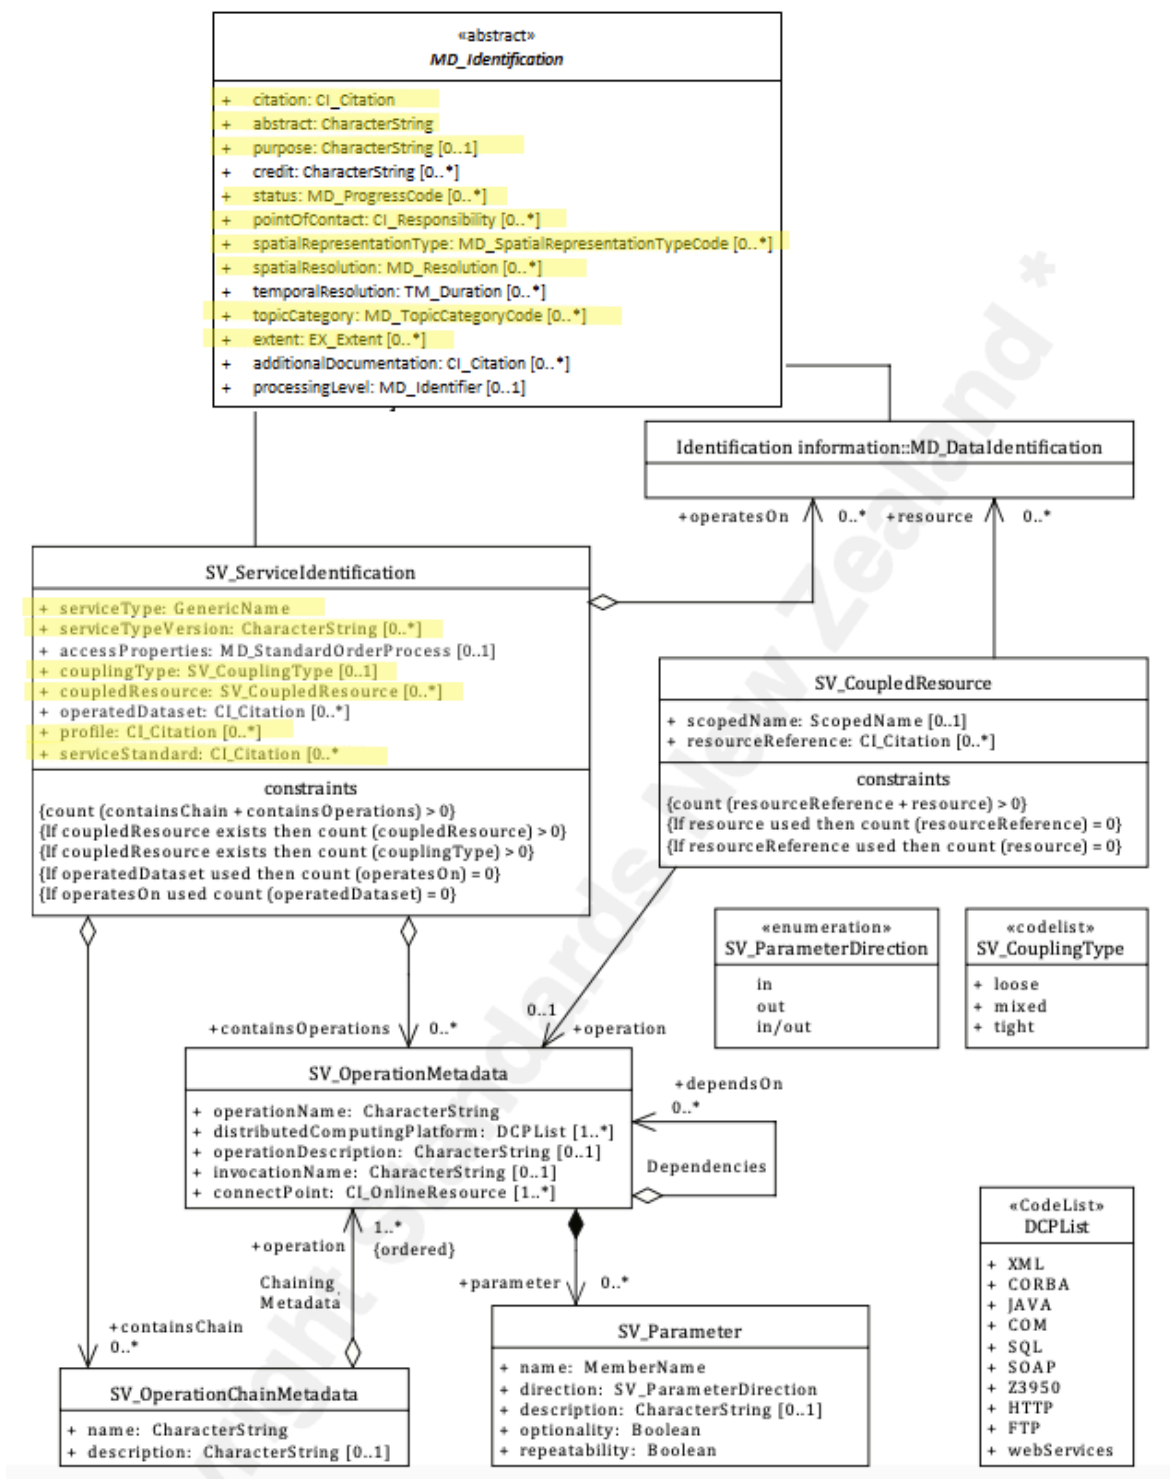 «abstract»
MD_Identification
+ citation: CI_Citation
+ abstract: CharacterString
+ purpose: CharacterString [0..1]
+ credit: CharacterString [0..*]
+ status: MD_ProgressCode [0..*]
+ pointOfContact: CI_Responsibility [0..*]
+ spatialRepresentationType: MD_SpatialRepresentationTypeCode [0..*]
+ spatialResolution: MD_Resolution [0..*]
+ temporalResolution: TM_Duration [0..*]
+ topicCategory: MD_TopicCategoryCode [0..*]
+ extent: EX_Extent [0..*]
+ additionalDocumentation: CI_Citation [0..*]
+ processingLevel: MD_Identifier [0..1]
Identification information::MD_DataIdentification
+operatesOn 0..* +resource 0..*
SV_ServiceIdentification
+ serviceType: GenericName
+ serviceTypeVersion: CharacterString [0..*]
+ accessProperties: MD_StandardOrderProcess [0..1]
+ couplingType: SV_CouplingType [0..1]
+ coupledResource: SV_CoupledResource [0..*]
+ operatedDataset: CI_Citation [0..*]
+ profile: CI_Citation [0..*]
+ serviceStandard: CI_Citation [0..*
constraints
{count (containsChain + containsOperations) > 0}
{If coupledResource exists then count (coupledResource) > 0}
{If coupledResource exists then count (couplingType) > 0}
{If operatedDataset used then count (operatesOn) = 0}
{If operatesOn used count (operatedDataset) = 0}
SV_CoupledResource
+ scopedName: ScopedName [0..1]
+ resourceReference: CI_Citation [0..*]
constraints
{count (resourceReference + resource) > 0}
{If resource used then count (resourceReference) = 0}
{If resourceReference used then count (resource) = 0}
«enumeration»
SV_ParameterDirection
in
out
in/out
«codelist»
SV_CouplingType
+ loose
+ mixed
+ tight
+containsOperations 0..*
0..1
+operation
SV_OperationMetadata
+ operationName: CharacterString
+ distributedComputingPlatform: DCPList [1..*]
+ operationDescription: CharacterString [0..1]
+ invocationName: CharacterString [0..1]
+ connectPoint: CI_OnlineResource [1..*]
+dependsOn
0..*
Dependencies
1..*
+operation {ordered}
Chaining
Metadata
+parameter 0..*
+containsChain
0..*
SV_OperationChainMetadata
+ name: CharacterString
+ description: CharacterString [0..1]
SV_Parameter
+ name: MemberName
+ direction: SV_ParameterDirection
+ description: CharacterString [0..1]
+ optionality: Boolean
+ repeatability: Boolean
«CodeList»
DCPList
+ XML
+ CORBA
+ JAVA
+ COM
+ SQL
+ SOAP
+ Z3950
+ HTTP
+ FTP
+ webServices
right Standards New Zealand *